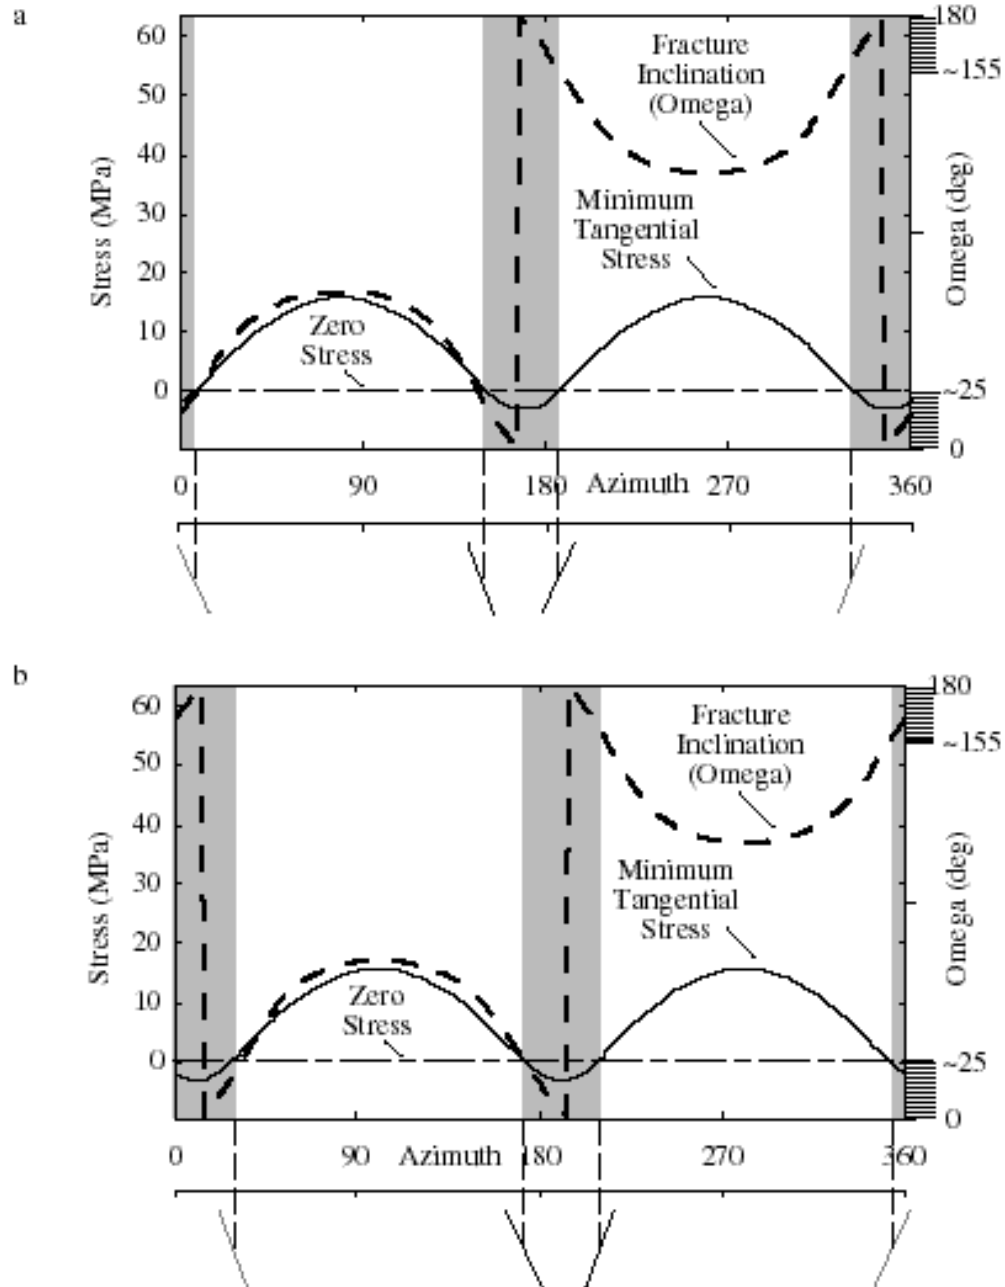 a
60
50
40
30
20
10
0
Stress (MPa)
Fracture
Inclination
(Omega)
Minimum
Tangential
Stress
Zero
Stress
180
~155
~25
0
Omega (deg)
0 90 180 Azimuth 270 360
b
60
50
40
30
20
10
0
Stress (MPa)
Fracture
Inclination
(Omega)
Minimum
Tangential
Stress
Zero
Stress
180
~155
~25
0
Omega (deg)
0 90 Azimuth 180 270 360